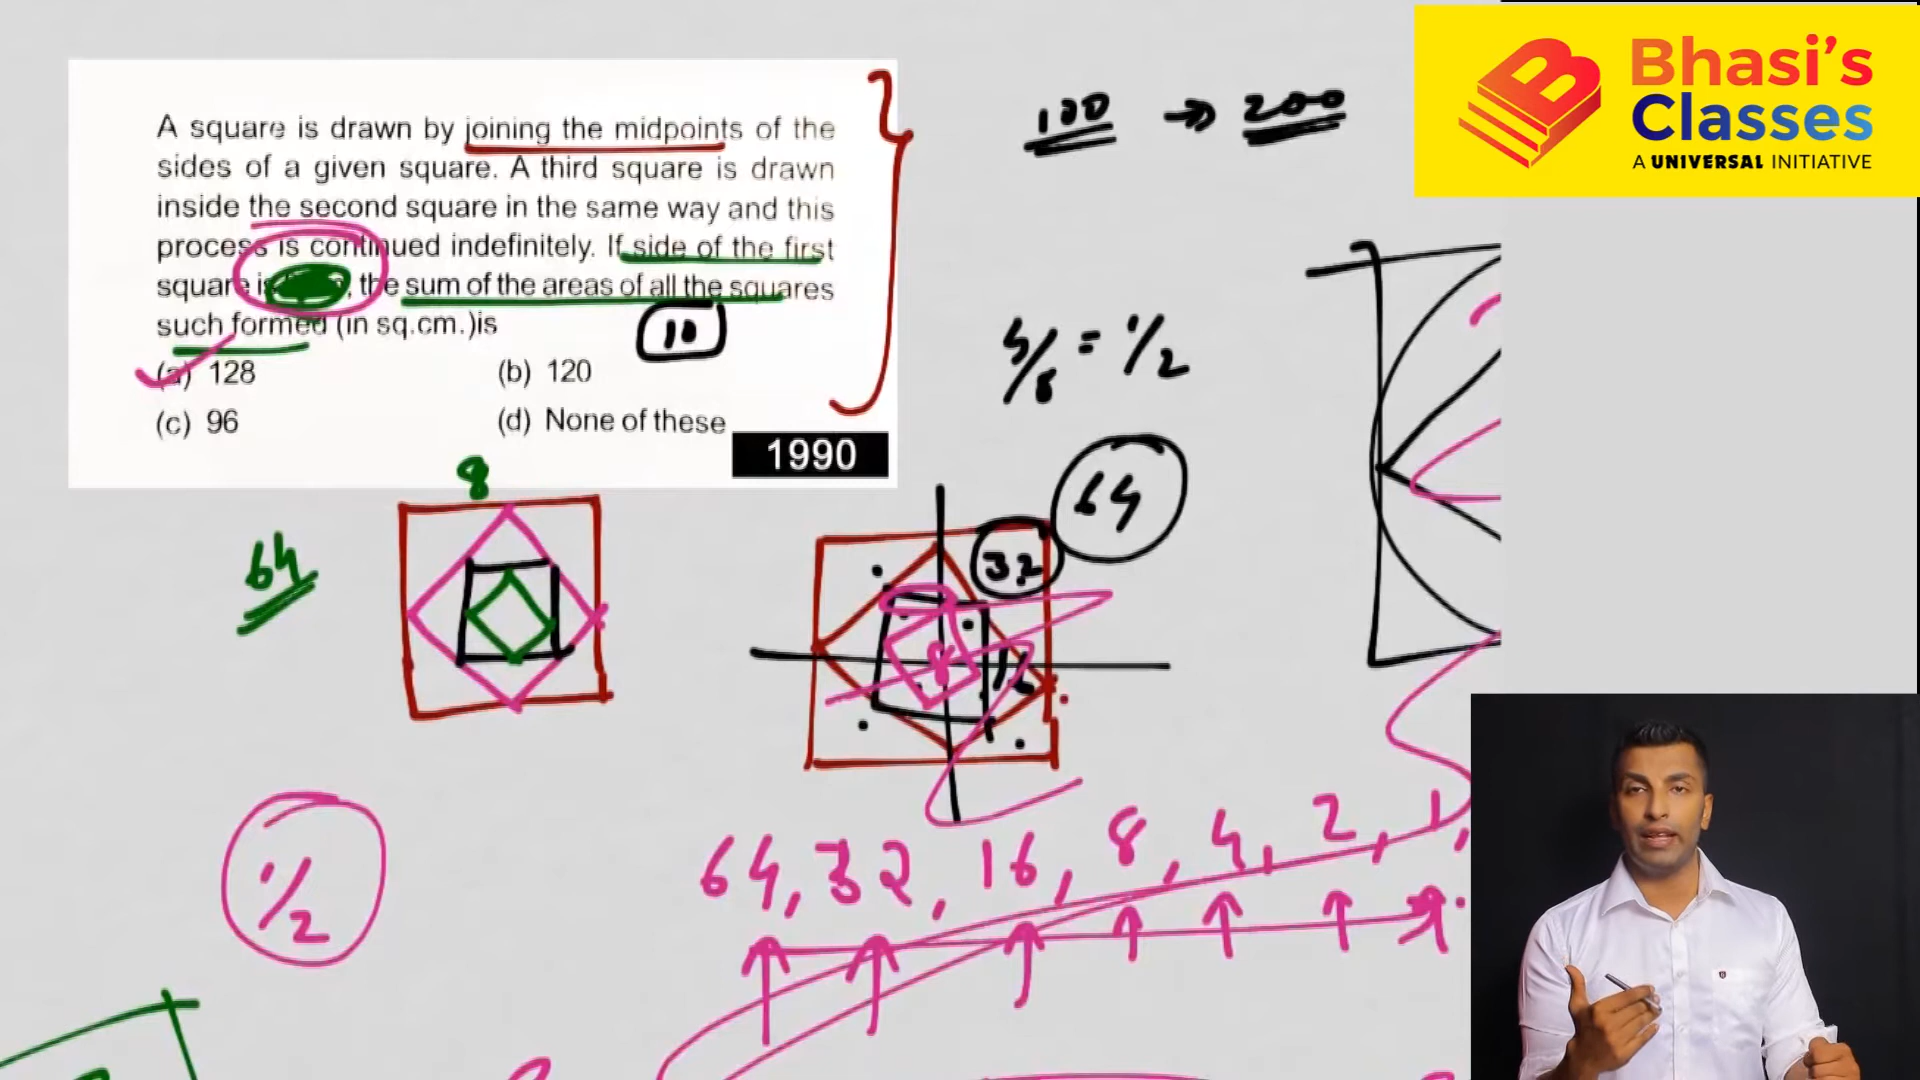 A square is drawn by joining the midpoints of the
sides of a given square. A third square is drawn
inside the second square in the same way and this
process is continued indefinitely. If side of the first
square is , the sum of the areas of all the squares
such formed (in sq.cm.)is
10
(a) 128 (b) 120
(c) 96 (d) None of these
1990
100 → 200
Bhasi's
Classes
A UNIVERSAL INITIATIVE
4/8 = 1/2
8
64
64
32
16
8
1/2
64, 32, 16, 8, 4, 2, 1,